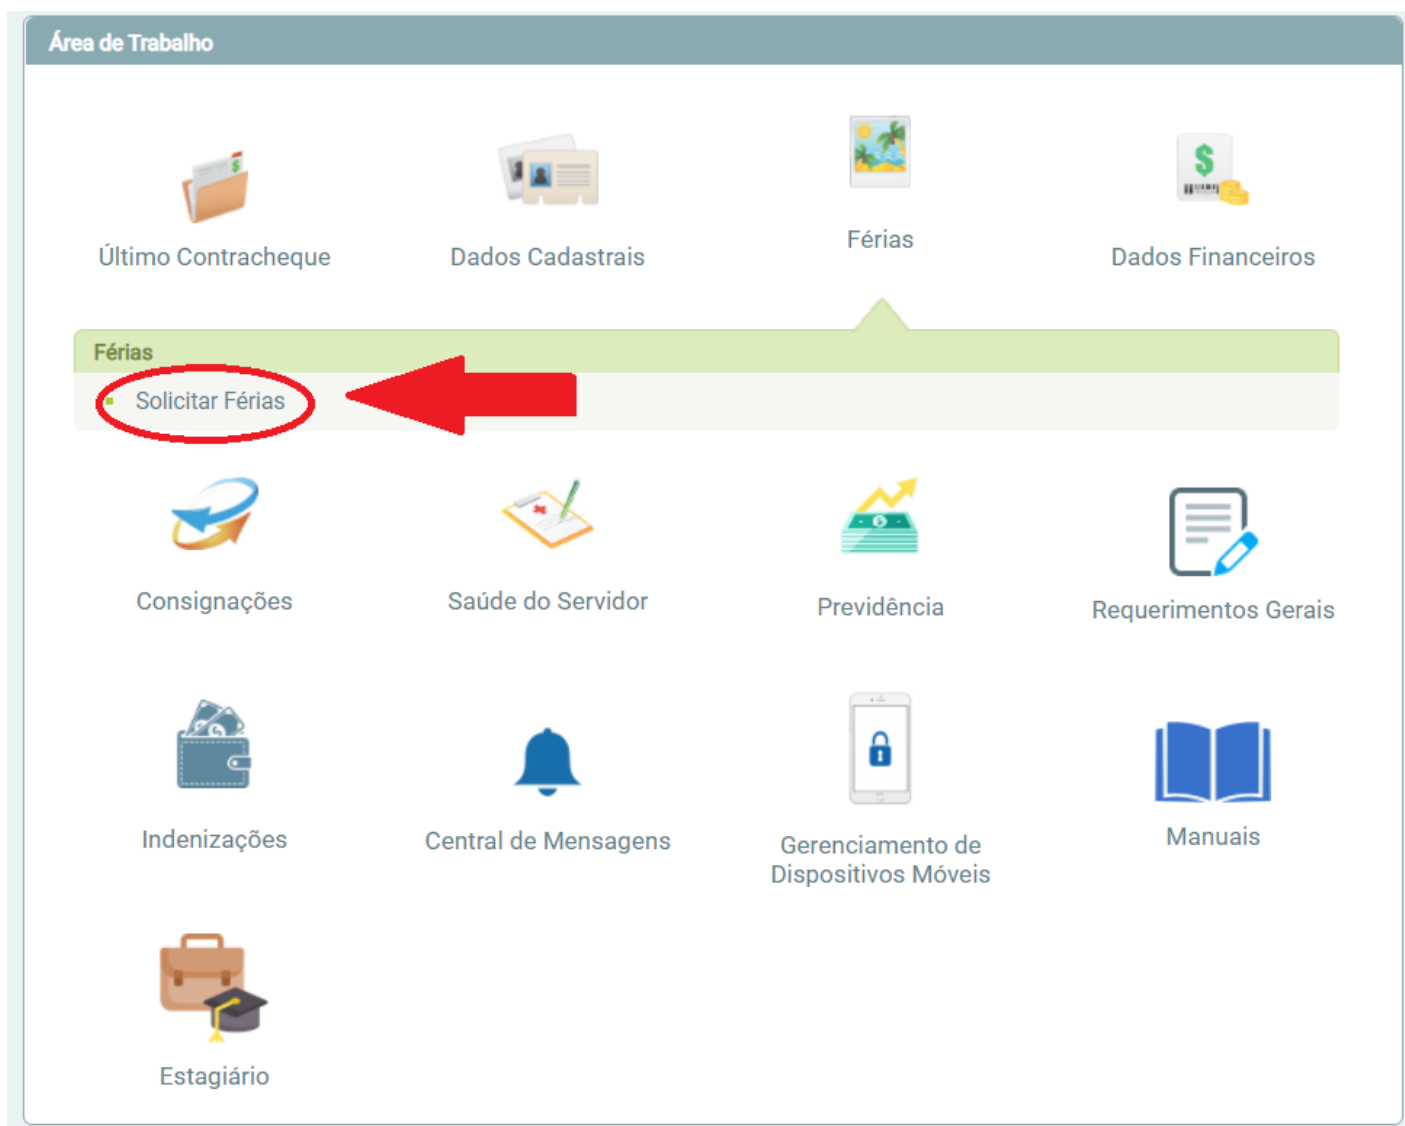 Área de Trabalho
Último Contracheque
Dados Cadastrais
Férias
Dados Financeiros
Férias
Solicitar Férias
Consignações
Saúde do Servidor
Previdência
Requerimentos Gerais
Indenizações
Central de Mensagens
Gerenciamento de
Dispositivos Móveis
Manuais
Estagiário